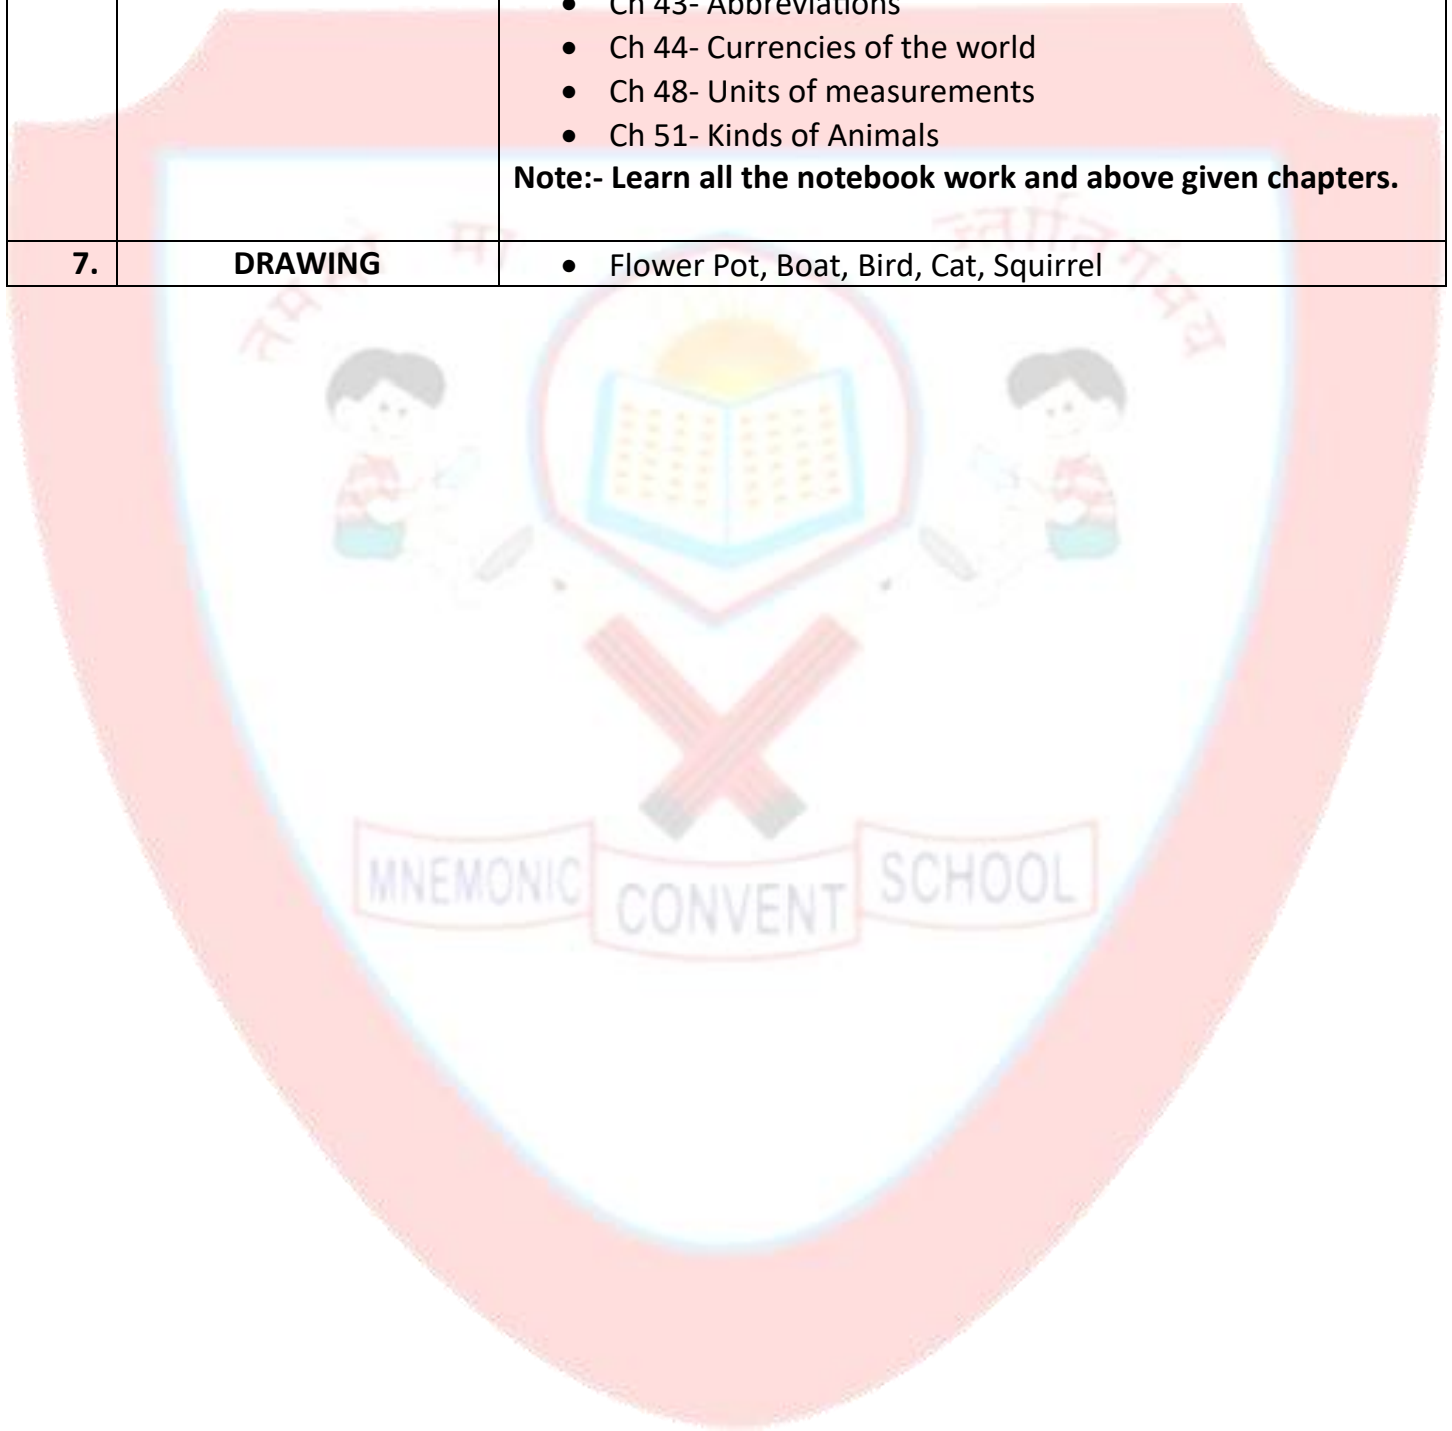 • Ch 43- Abbreviations
• Ch 44- Currencies of the world
• Ch 48- Units of measurements
• Ch 51- Kinds of Animals
Note:- Learn all the notebook work and above given chapters.
7. DRAWING • Flower Pot, Boat, Bird, Cat, Squirrel
मा
MNEMONIC CONVENT SCHOOL